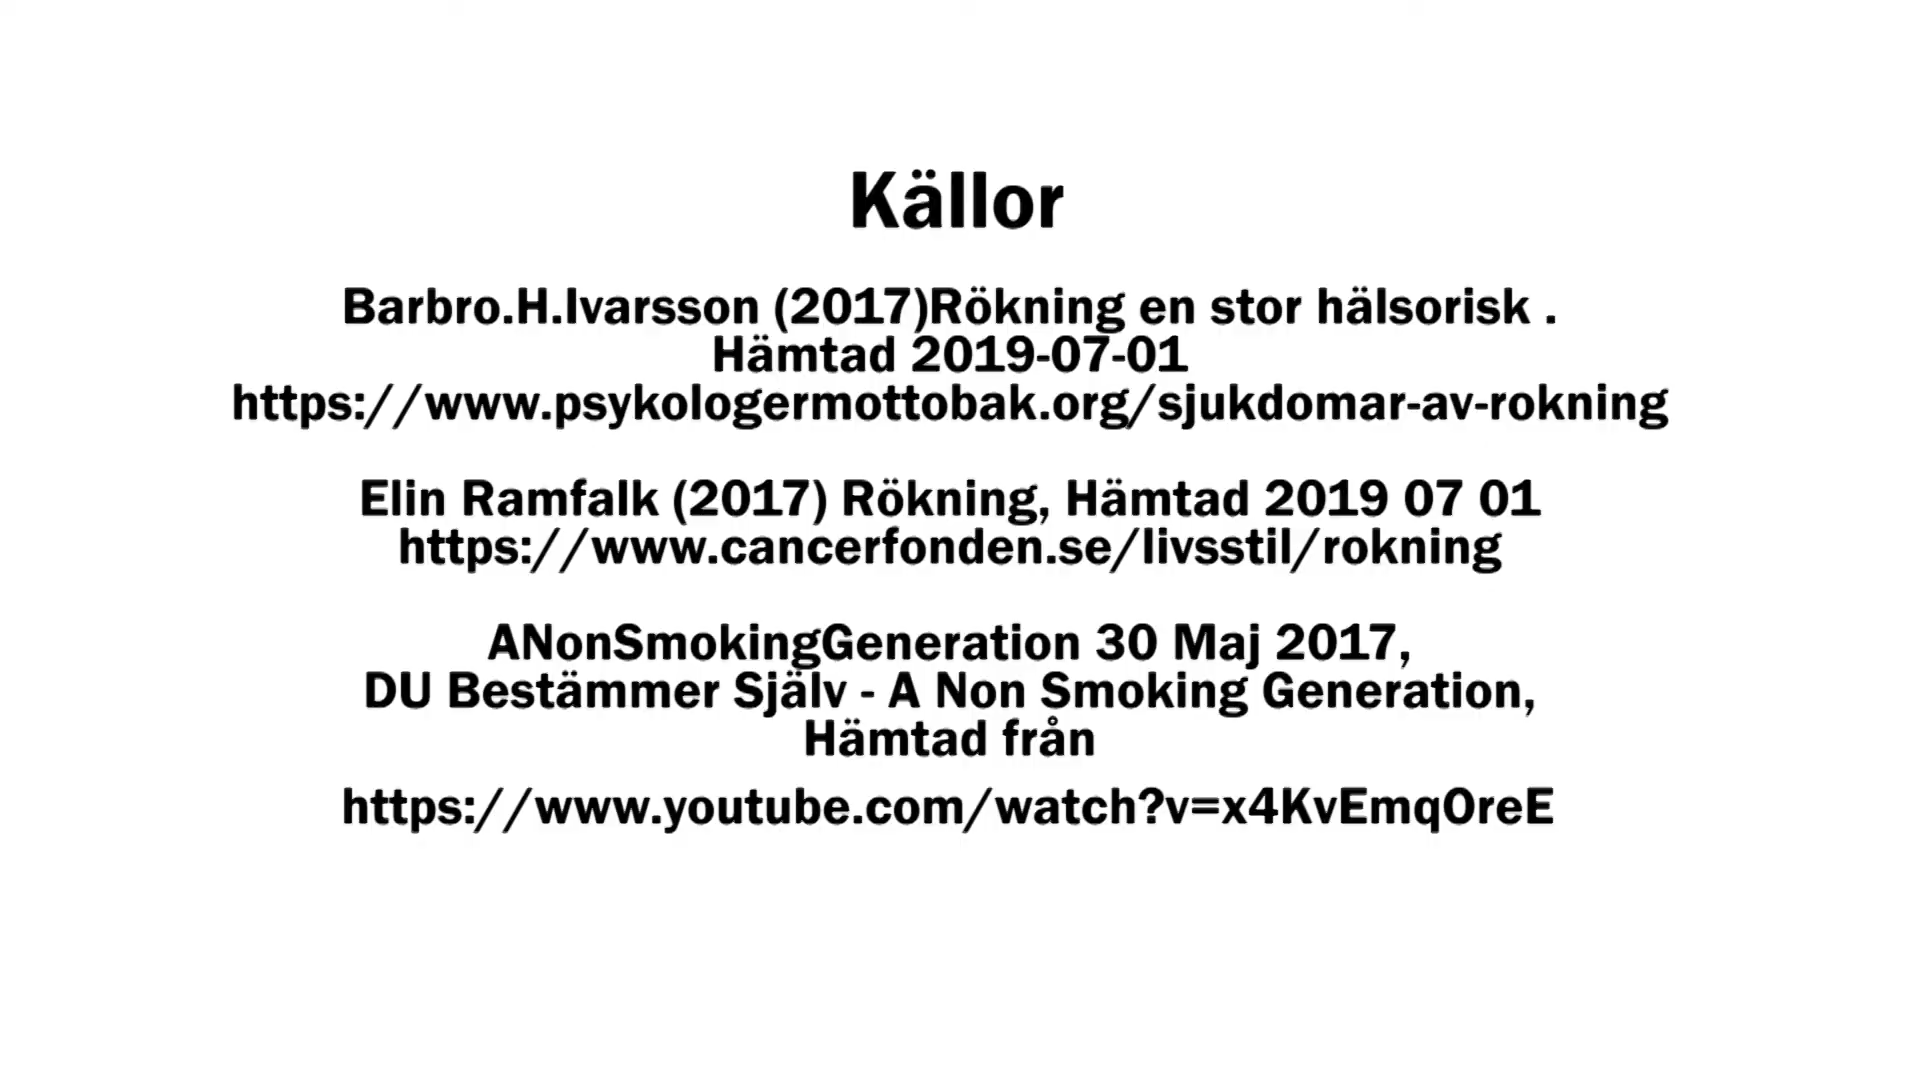 Källor
Barbro.H.Ivarsson (2017)Rökning en stor hälsorisk .
Hämtad 2019-07-01
https://www.psykologermottobak.org/sjukdomar-av-rokning
Elin Ramfalk (2017) Rökning, Hämtad 2019 07 01
https://www.cancerfonden.se/livsstil/rokning
ANonSmokingGeneration 30 Maj 2017,
DU Bestämmer Själv - A Non Smoking Generation,
Hämtad från
https://www.youtube.com/watch?v=x4KvEmqOreE